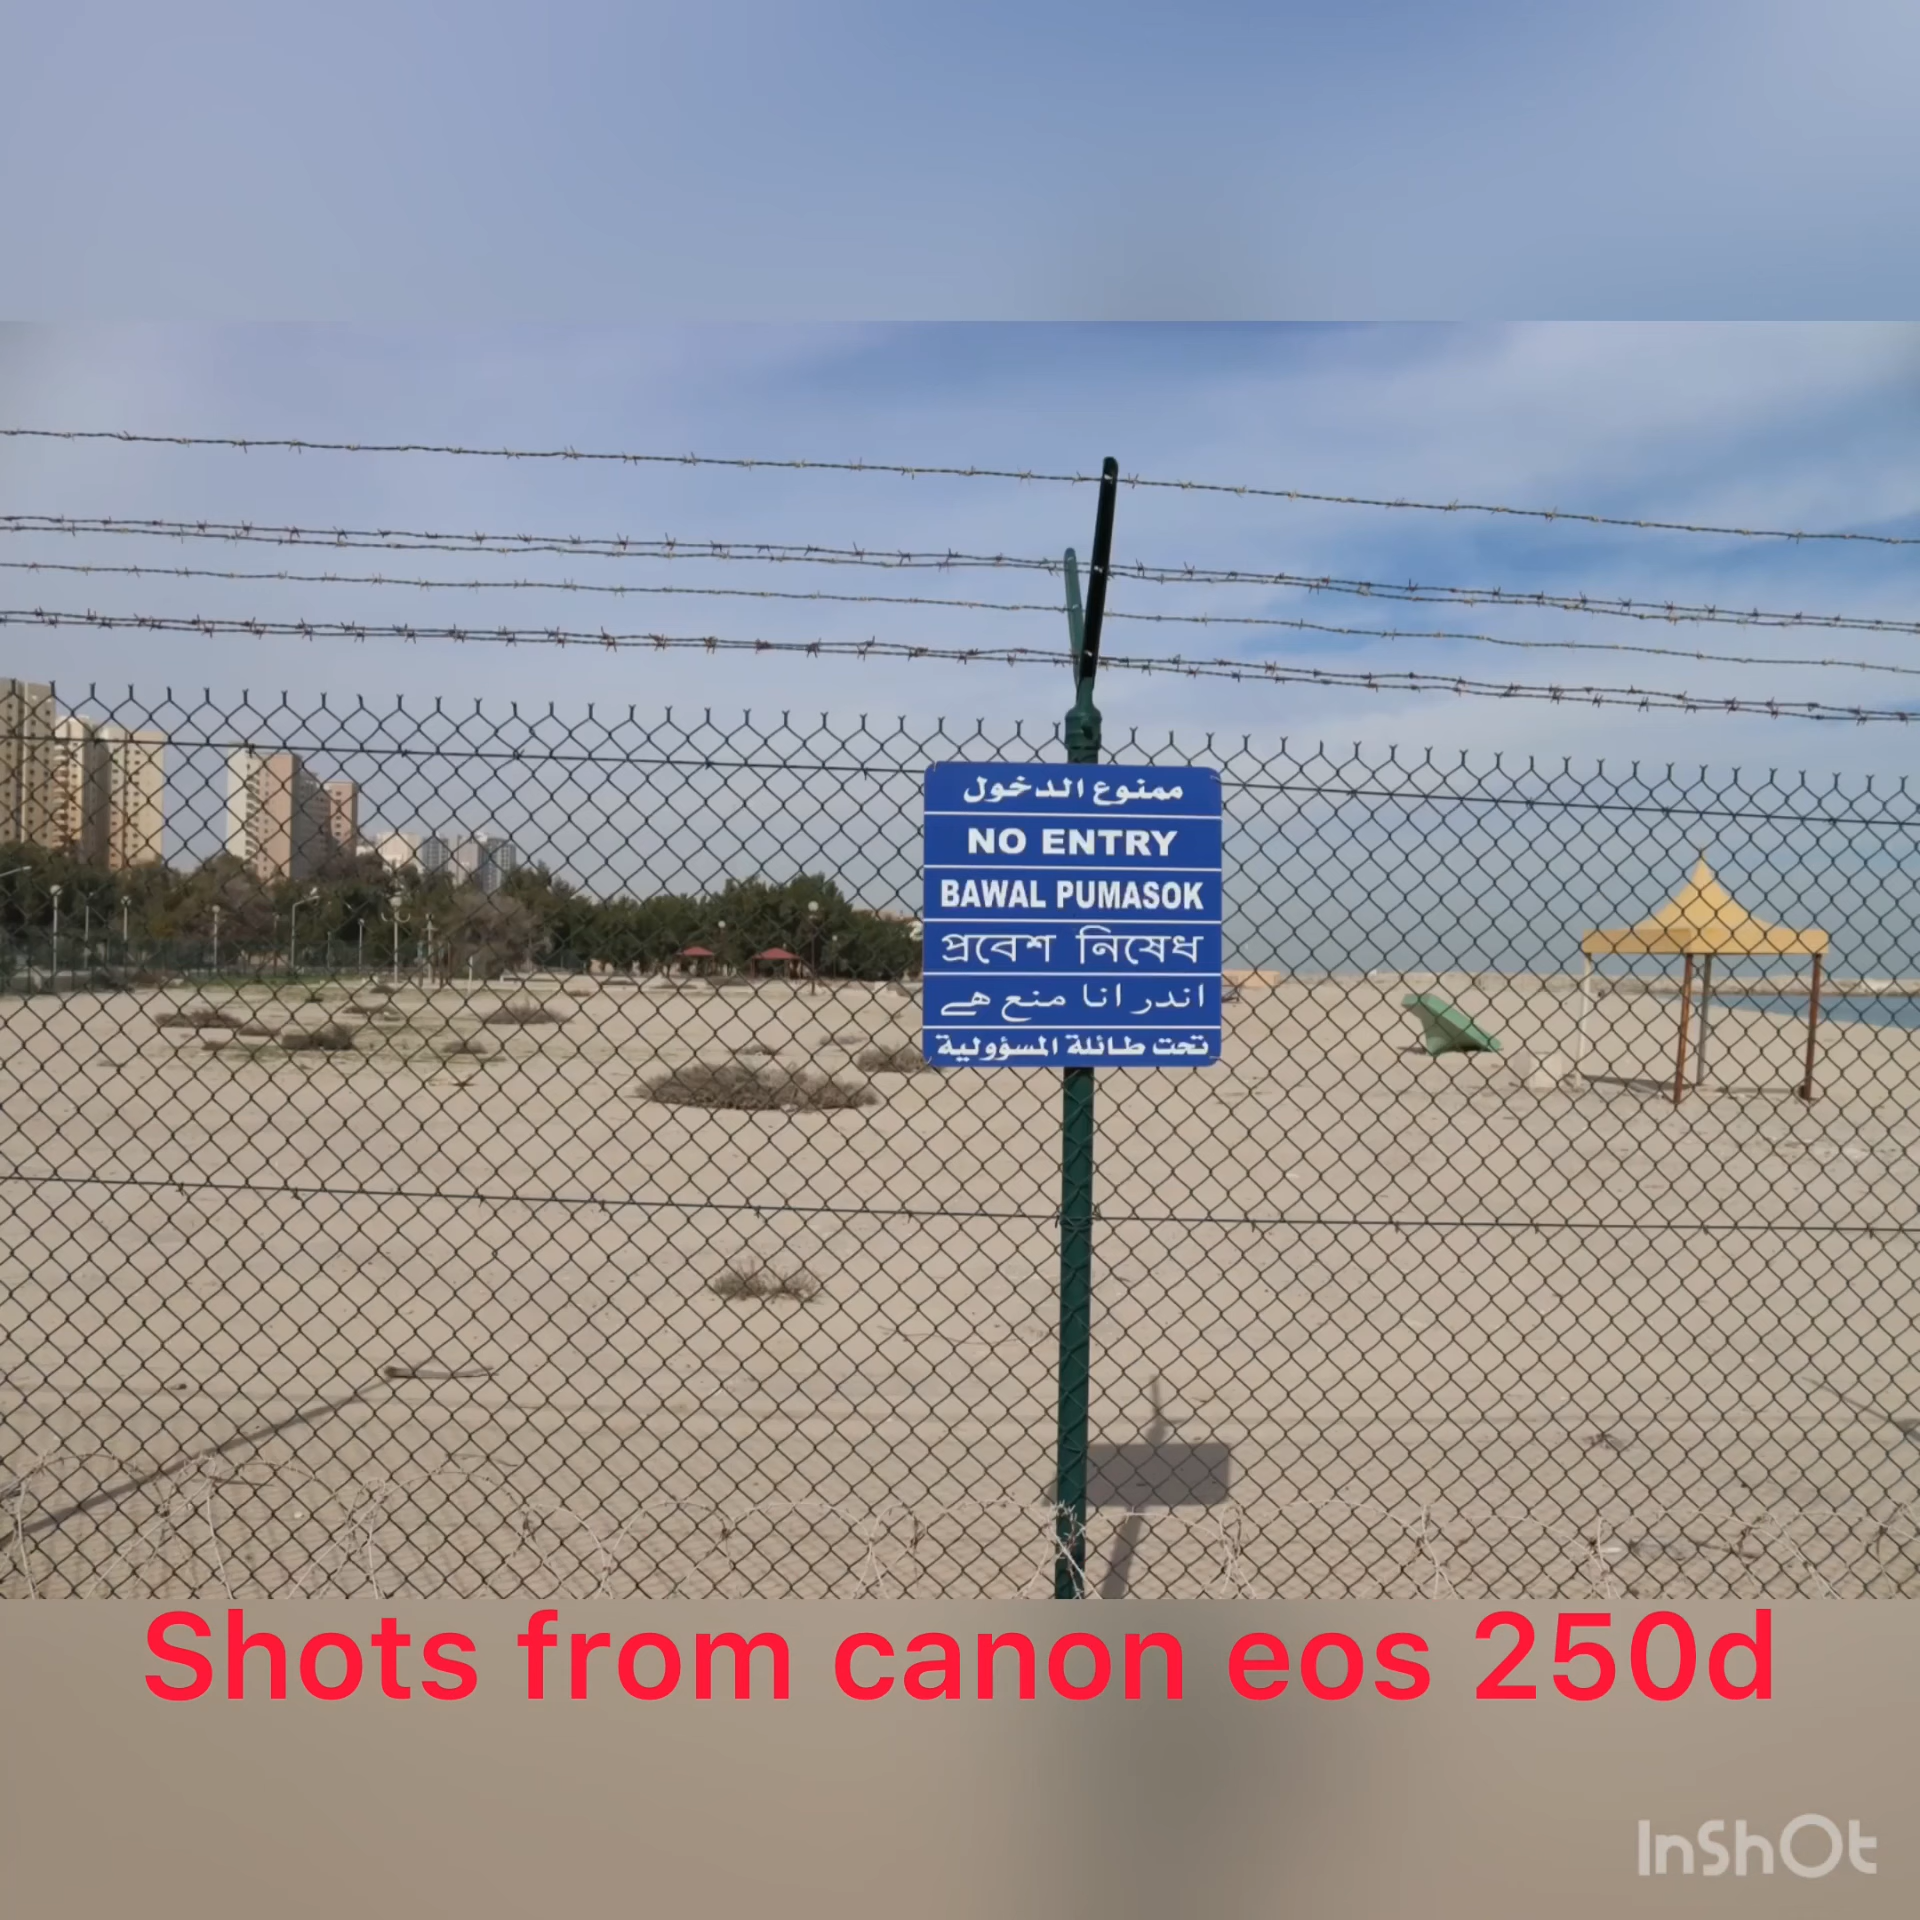 ممنوع الدخول
NO ENTRY
BAWAL PUMASOK
প্রবেশ নিষেধ
اندر انا منع هے
تحت طائلة المسؤولية
Shots from canon eos 250d
InShOt